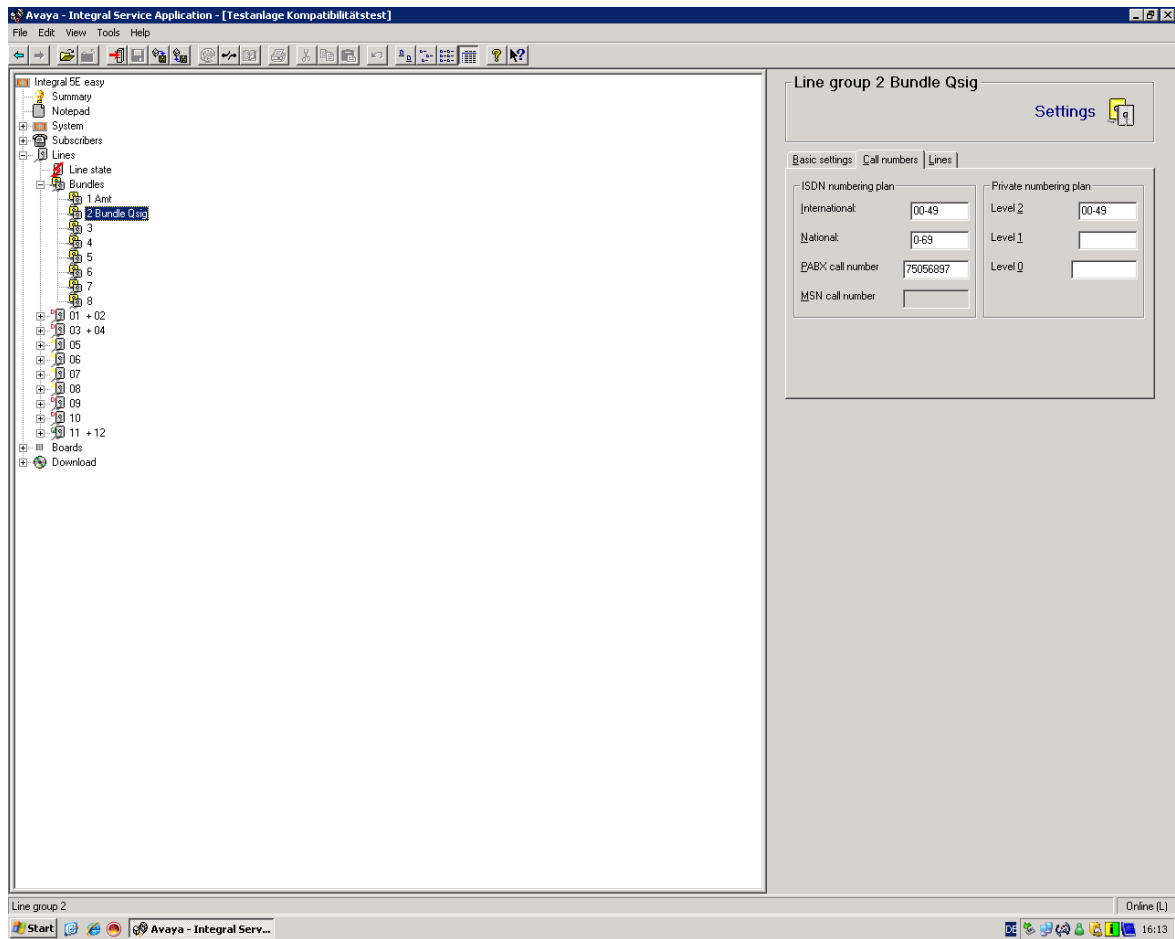 Avaya - Integral Service Application - [Testanlage Kompatibilitätstest]
File Edit View Tools Help
Integral 5E easy
Summary
Notepad
System
Subscribers
Lines
Line state
Bundles
1 Amt
2 Bundle Qsig
3
4
5
6
7
8
01 + 02
03 + 04
05
06
07
08
09
10
11 + 12
Boards
Download
Line group 2 Bundle Qsig
Settings
Basic settings Call numbers Lines
ISDN numbering plan
International: 00-49
National: 0-69
PABX call number 75056897
MSN call number
Private numbering plan
Level 2 00-49
Level 1
Level 0
Line group 2
Online (L)
Start
Avaya - Integral Serv...
DE
16:13